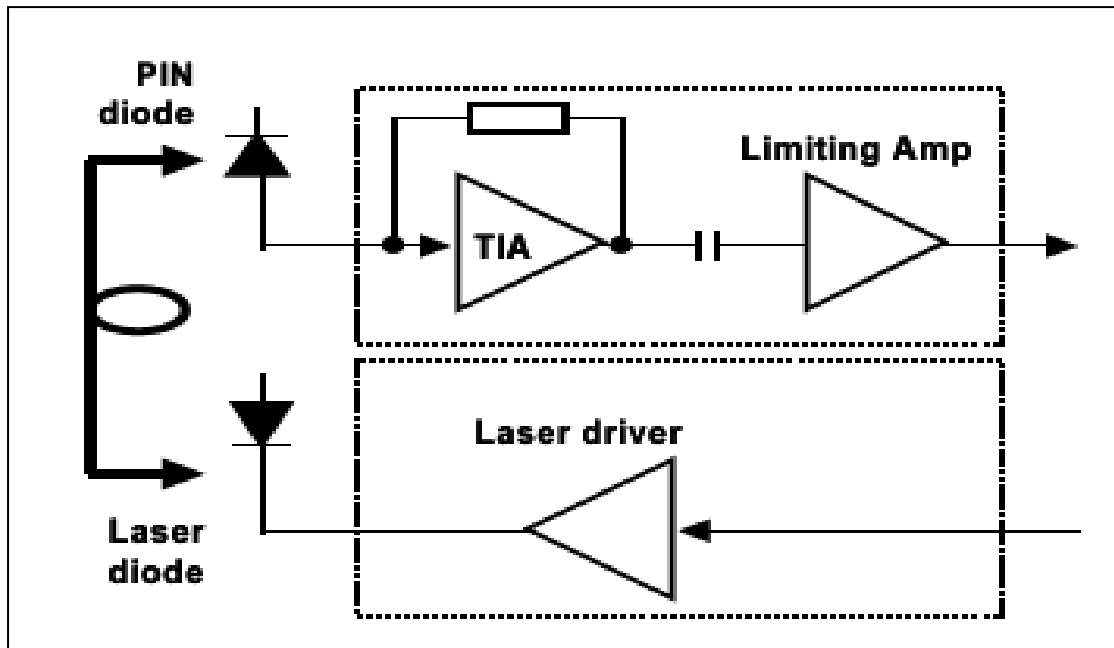 PIN
diode
Limiting Amp
TIA
Laser driver
Laser
diode